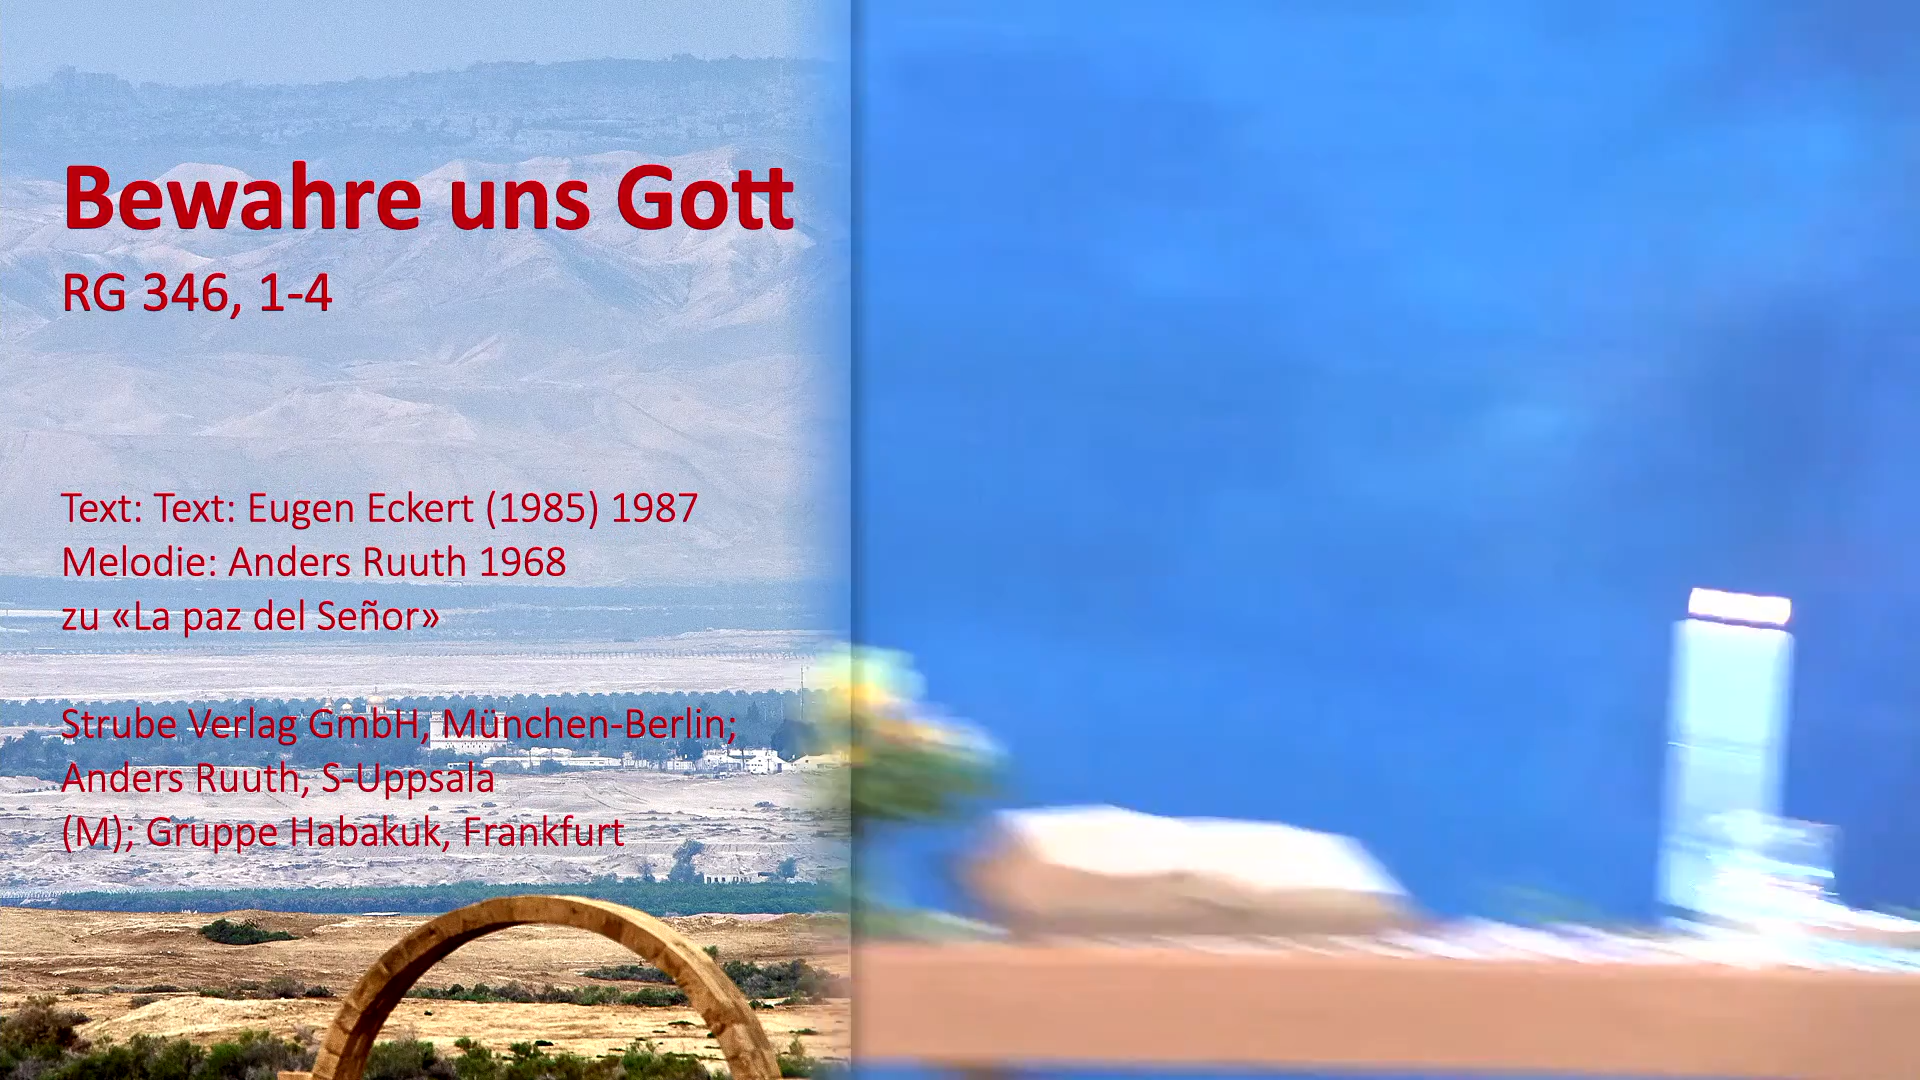 Bewahre uns Gott
RG 346, 1-4
Text: Text: Eugen Eckert (1985) 1987
Melodie: Anders Ruuth 1968
zu «La paz del Señor»
Strube Verlag GmbH, München-Berlin;
Anders Ruuth, S-Uppsala
(M); Gruppe Habakuk, Frankfurt